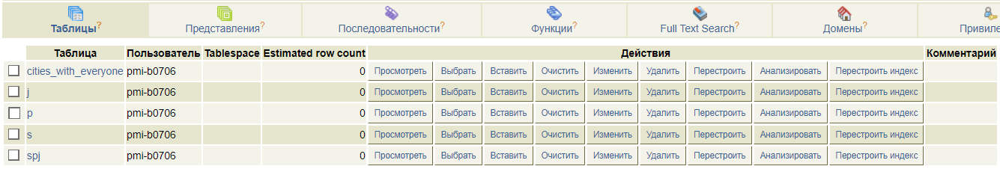 Таблицы? Представления? Последовательности? Функции? Full Text Search? Домены? Привиле
Таблица Пользователь Tablespace Estimated row count Действия Комментарий
cities_with_everyone pmi-b0706 0 Просмотреть Выбрать Вставить Очистить Изменить Удалить Перестроить Анализировать Перестроить индекс
j pmi-b0706 0 Просмотреть Выбрать Вставить Очистить Изменить Удалить Перестроить Анализировать Перестроить индекс
p pmi-b0706 0 Просмотреть Выбрать Вставить Очистить Изменить Удалить Перестроить Анализировать Перестроить индекс
s pmi-b0706 0 Просмотреть Выбрать Вставить Очистить Изменить Удалить Перестроить Анализировать Перестроить индекс
spj pmi-b0706 0 Просмотреть Выбрать Вставить Очистить Изменить Удалить Перестроить Анализировать Перестроить индекс